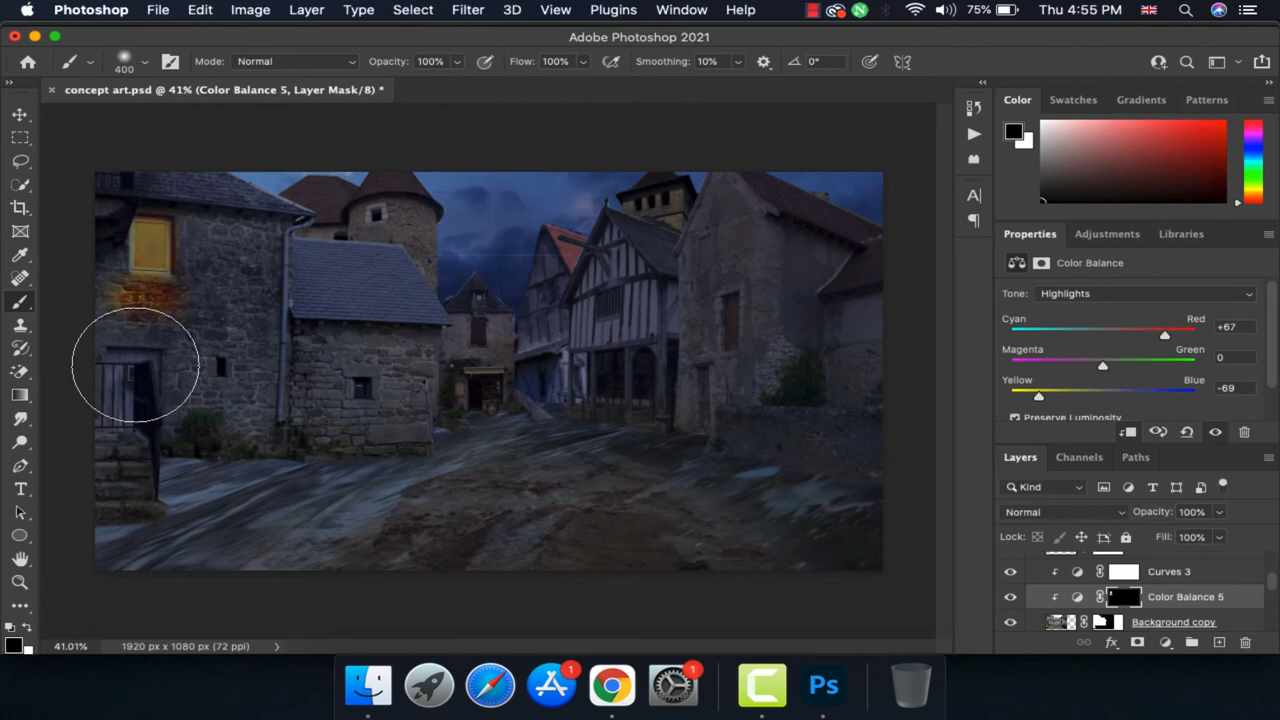 Photoshop File Edit Image Layer Type Select Filter 3D View Plugins Window Help 75% Thu 4:55 PM
Adobe Photoshop 2021
400 Mode: Normal Opacity: 100% Flow: 100% Smoothing: 10% 0°
concept art.psd @ 41% (Color Balance 5, Layer Mask/8) *
Color Swatches Gradients Patterns
Properties Adjustments Libraries
Color Balance
Tone: Highlights
Cyan Red +67
Magenta Green 0
Yellow Blue -69
Preserve Luminosity
Layers Channels Paths
Kind
Normal Opacity: 100%
Lock: Fill: 100%
Curves 3
Color Balance 5
Background copy
41.01% 1920 px x 1080 px (72 ppi)
1 1
Ps